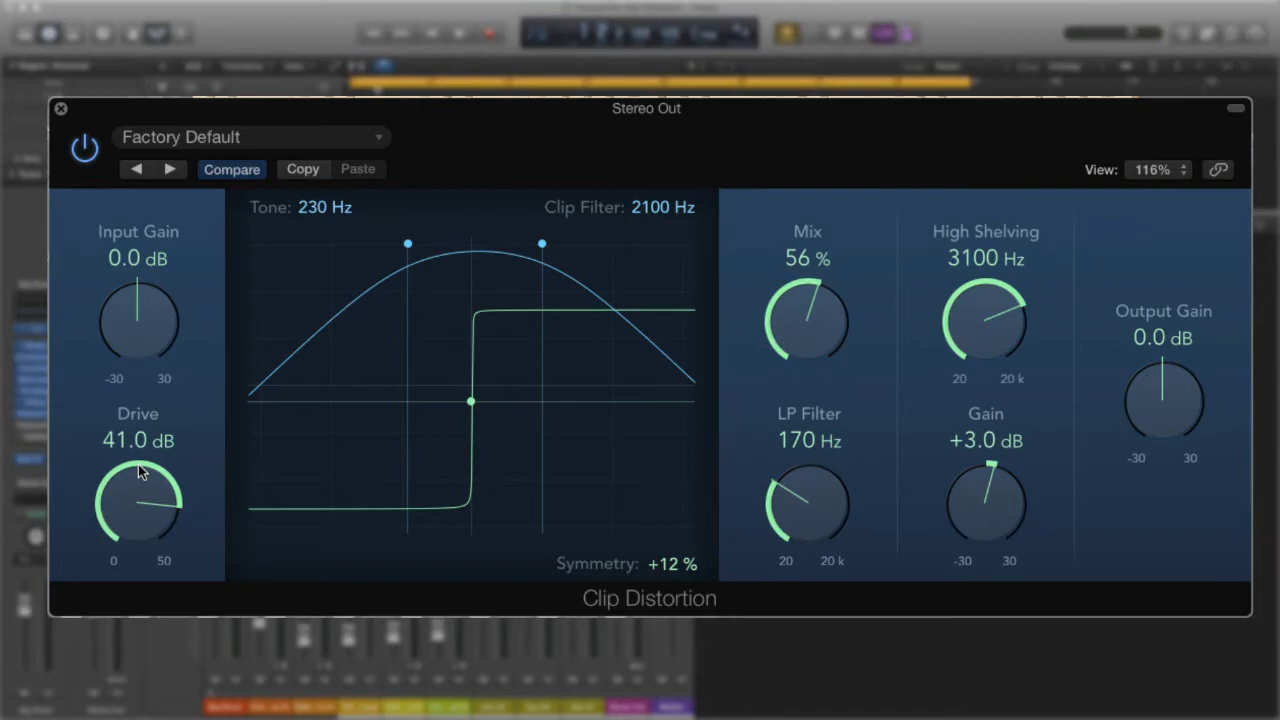 Stereo Out
Factory Default
Compare
Copy
Paste
View:
116%
Input Gain
0.0 dB
-30 30
Drive
41.0 dB
0 50
Tone: 230 Hz
Clip Filter: 2100 Hz
Symmetry: +12 %
Mix
56 %
LP Filter
170 Hz
20 20 k
High Shelving
3100 Hz
20 20 k
Gain
+3.0 dB
-30 30
Output Gain
0.0 dB
-30 30
Clip Distortion